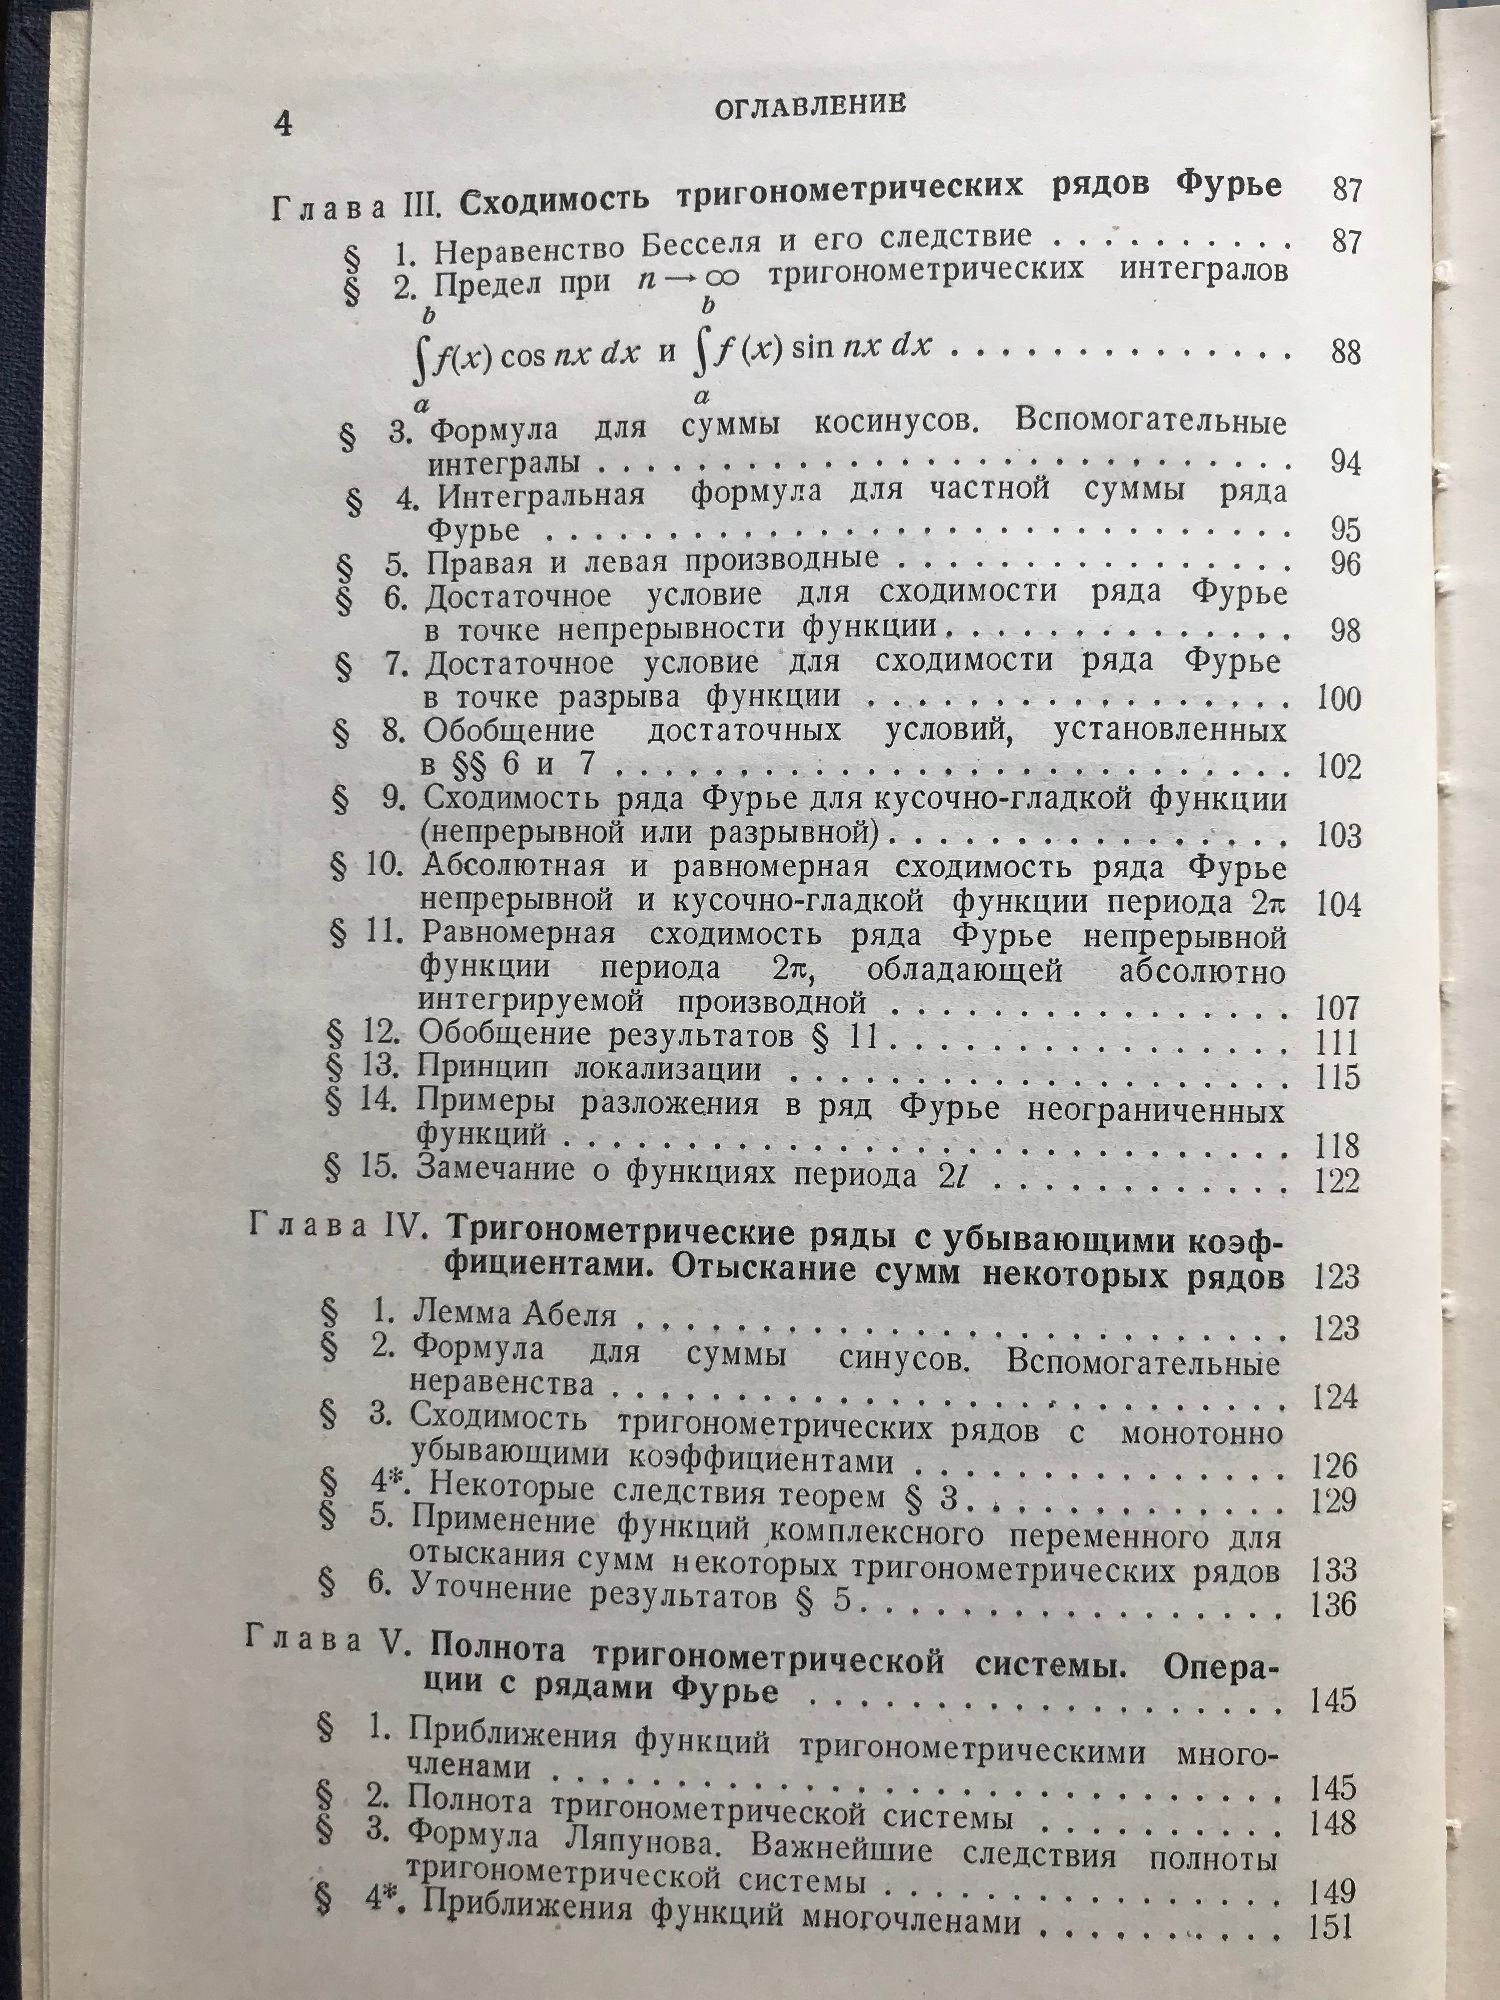 4
ОГЛАВЛЕНИЕ
Глава III. Сходимость тригонометрических рядов Фурье 87
§ 1. Неравенство Бесселя и его следствие . . . . . . . . . . 87
§ 2. Предел при n → ∞ тригонометрических интегралов
b b
∫ f(x) cos nx dx и ∫ f (x) sin nx dx . . . . . . . . . . . . . . 88
a a
§ 3. Формула для суммы косинусов. Вспомогательные
интегралы . . . . . . . . . . . . . . . . . . . . . . . . . . . . 94
§ 4. Интегральная формула для частной суммы ряда
Фурье . . . . . . . . . . . . . . . . . . . . . . . . . . . . . . 95
§ 5. Правая и левая производные . . . . . . . . . . . . . . . . 96
§ 6. Достаточное условие для сходимости ряда Фурье
в точке непрерывности функции . . . . . . . . . . . . . . 98
§ 7. Достаточное условие для сходимости ряда Фурье
в точке разрыва функции . . . . . . . . . . . . . . . . . 100
§ 8. Обобщение достаточных условий, установленных
в §§ 6 и 7 . . . . . . . . . . . . . . . . . . . . . . . . . . . 102
§ 9. Сходимость ряда Фурье для кусочно-гладкой функции
(непрерывной или разрывной) . . . . . . . . . . . . . . . . 103
§ 10. Абсолютная и равномерная сходимость ряда Фурье
непрерывной и кусочно-гладкой функции периода 2π 104
§ 11. Равномерная сходимость ряда Фурье непрерывной
функции периода 2π, обладающей абсолютно
интегрируемой производной . . . . . . . . . . . . . . . . 107
§ 12. Обобщение результатов § 11 . . . . . . . . . . . . . . . . 111
§ 13. Принцип локализации . . . . . . . . . . . . . . . . . . . . 115
§ 14. Примеры разложения в ряд Фурье неограниченных
функций . . . . . . . . . . . . . . . . . . . . . . . . . . . . . 118
§ 15. Замечание о функциях периода 2l . . . . . . . . . . . . 122
Глава IV. Тригонометрические ряды с убывающими коэф-
фициентами. Отыскание сумм некоторых рядов 123
§ 1. Лемма Абеля . . . . . . . . . . . . . . . . . . . . . . . . . . 123
§ 2. Формула для суммы синусов. Вспомогательные
неравенства . . . . . . . . . . . . . . . . . . . . . . . . . . . 124
§ 3. Сходимость тригонометрических рядов с монотонно
убывающими коэффициентами . . . . . . . . . . . . . . . 126
§ 4*. Некоторые следствия теорем § 3 . . . . . . . . . . . . . 129
§ 5. Применение функций комплексного переменного для
отыскания сумм некоторых тригонометрических рядов 133
§ 6. Уточнение результатов § 5 . . . . . . . . . . . . . . . . . 136
Глава V. Полнота тригонометрической системы. Опера-
ции с рядами Фурье . . . . . . . . . . . . . . . . . . . 145
§ 1. Приближения функций тригонометрическими много-
членами . . . . . . . . . . . . . . . . . . . . . . . . . . . . . 145
§ 2. Полнота тригонометрической системы . . . . . . . . . . 148
§ 3. Формула Ляпунова. Важнейшие следствия полноты
тригонометрической системы . . . . . . . . . . . . . . . . 149
§ 4*. Приближения функций многочленами . . . . . . . . . . 151